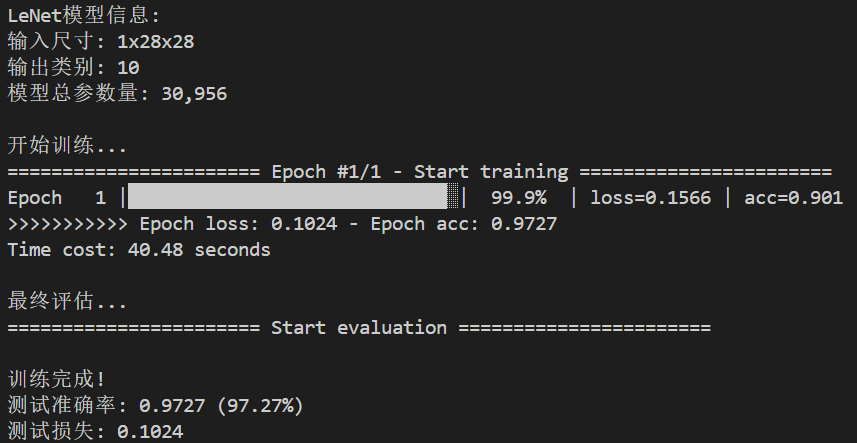 LeNet模型信息:
输入尺寸: 1x28x28
输出类别: 10
模型总参数量: 30,956
开始训练...
======================= Epoch #1/1 - Start training =======================
Epoch   1 |                              |  99.9%  | loss=0.1566 | acc=0.901
>>>>>>>>>>> Epoch loss: 0.1024 - Epoch acc: 0.9727
Time cost: 40.48 seconds
最终评估...
======================= Start evaluation =======================
训练完成!
测试准确率: 0.9727 (97.27%)
测试损失: 0.1024